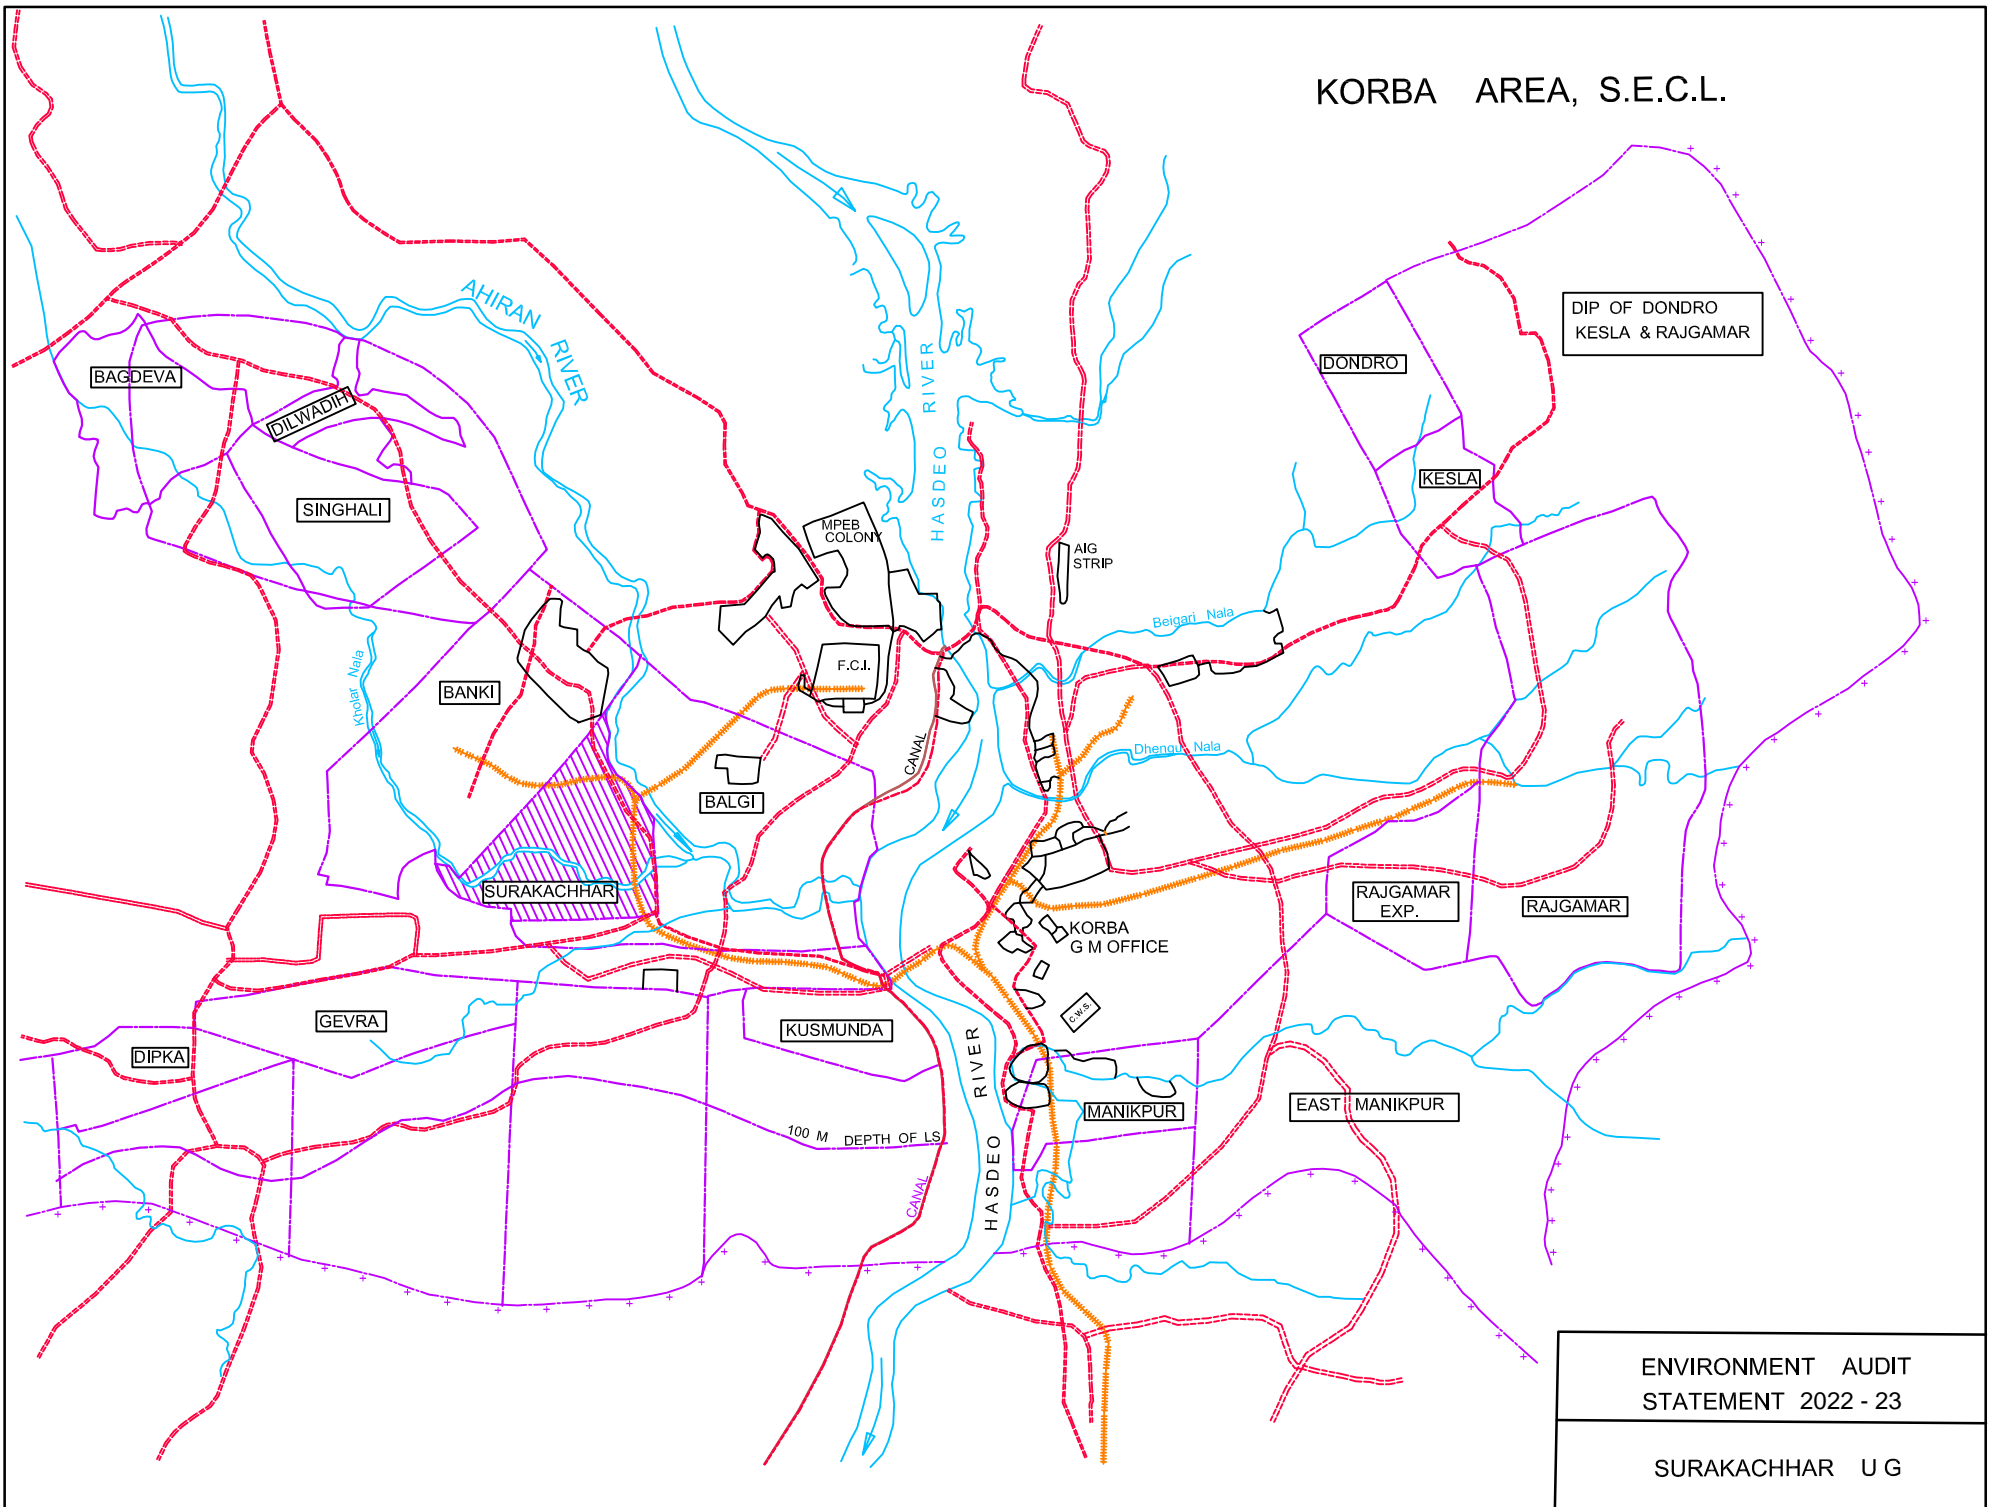 KORBA AREA, S.E.C.L.
AHIRAN
RIVER
DIP OF DONDRO
KESLA & RAJGAMAR
BAGDEVA
DILWADIH
RIVER
HASDEO
DONDRO
KESLA
SINGHALI
MPEB
COLONY
AIG
STRIP
Beigari Nala
F.C.I.
Kholar Nala
BANKI
CANAL
Dhengu Nala
BALGI
SURAKACHHAR
RAJGAMAR
EXP.
RAJGAMAR
KORBA
G M OFFICE
C.W.S.
GEVRA
KUSMUNDA
DIPKA
RIVER
HASDEO
MANIKPUR
EAST MANIKPUR
100 M DEPTH OF LS
CANAL
ENVIRONMENT AUDIT
STATEMENT 2022 - 23
SURAKACHHAR U G